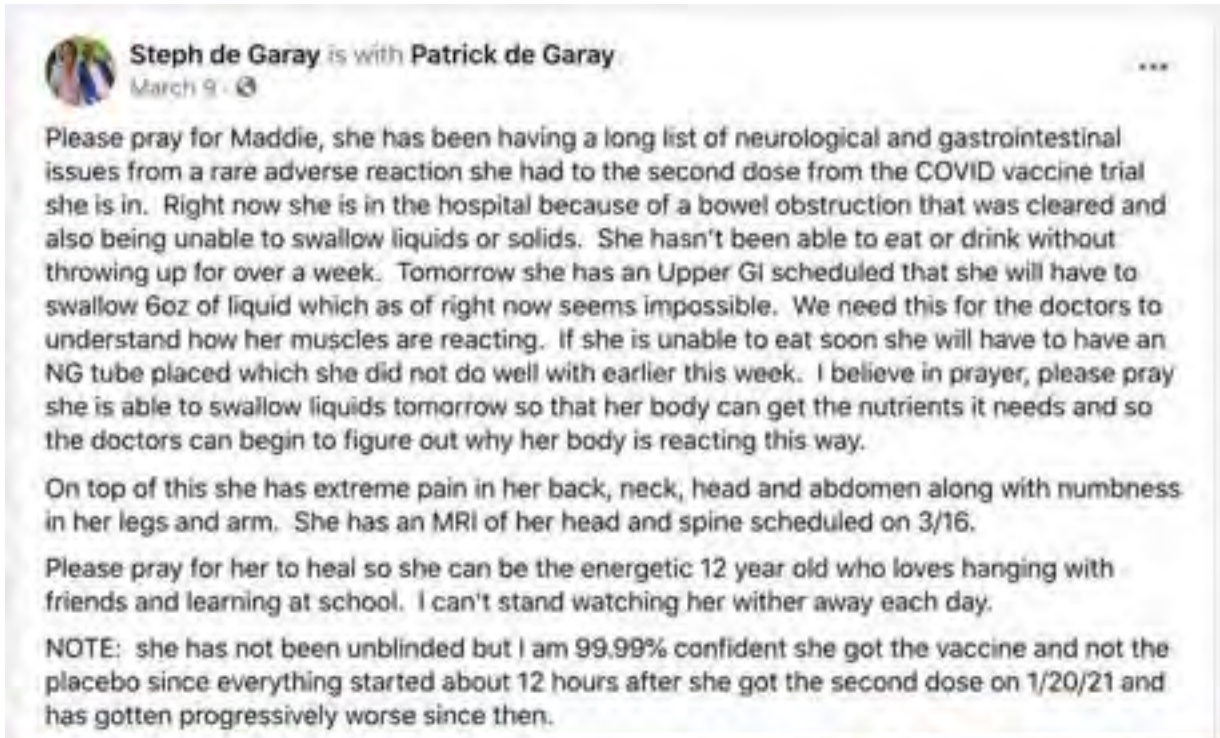 Steph de Garay is with Patrick de Garay
March 9 ·
Please pray for Maddie, she has been having a long list of neurological and gastrointestinal
issues from a rare adverse reaction she had to the second dose from the COVID vaccine trial
she is in. Right now she is in the hospital because of a bowel obstruction that was cleared and
also being unable to swallow liquids or solids. She hasn't been able to eat or drink without
throwing up for over a week. Tomorrow she has an Upper GI scheduled that she will have to
swallow 6oz of liquid which as of right now seems impossible. We need this for the doctors to
understand how her muscles are reacting. If she is unable to eat soon she will have to have an
NG tube placed which she did not do well with earlier this week. I believe in prayer, please pray
she is able to swallow liquids tomorrow so that her body can get the nutrients it needs and so
the doctors can begin to figure out why her body is reacting this way.
On top of this she has extreme pain in her back, neck, head and abdomen along with numbness
in her legs and arm. She has an MRI of her head and spine scheduled on 3/16.
Please pray for her to heal so she can be the energetic 12 year old who loves hanging with
friends and learning at school. I can't stand watching her wither away each day.
NOTE: she has not been unblinded but I am 99.99% confident she got the vaccine and not the
placebo since everything started about 12 hours after she got the second dose on 1/20/21 and
has gotten progressively worse since then.